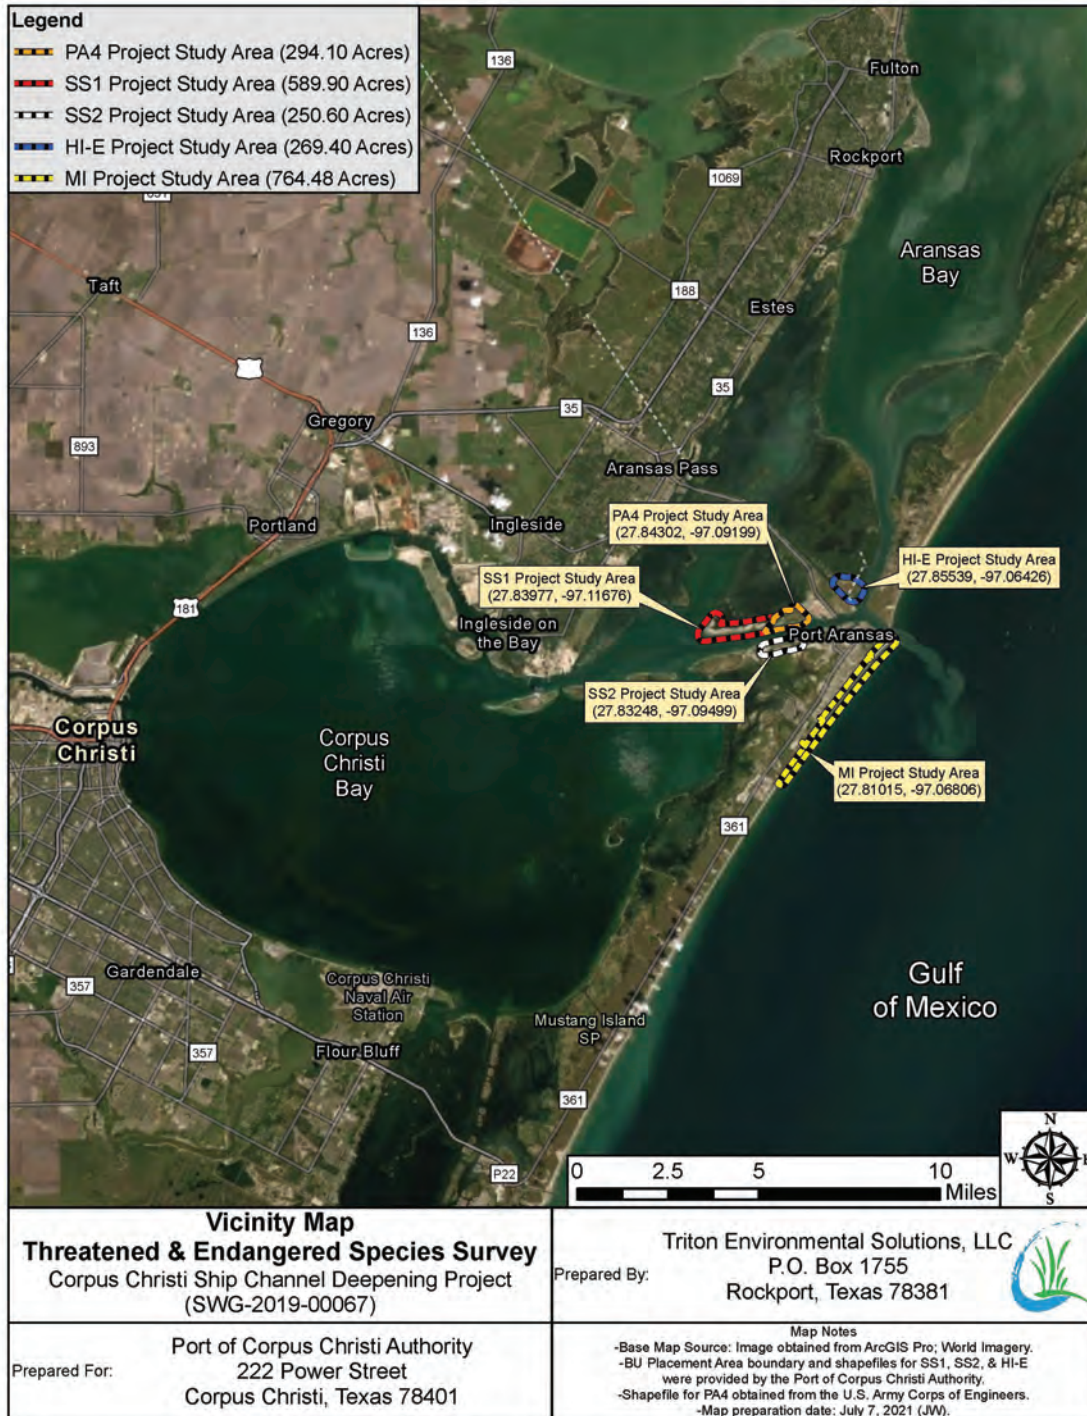 Legend
PA4 Project Study Area (294.10 Acres)
SS1 Project Study Area (589.90 Acres)
SS2 Project Study Area (250.60 Acres)
HI-E Project Study Area (269.40 Acres)
MI Project Study Area (764.48 Acres)
136
Fulton
Rockport
1069
Aransas
Bay
Taft
188
Estes
136
35
35
Gregory
893
Aransas Pass
Portland
Ingleside
PA4 Project Study Area
(27.84302, -97.09199)
HI-E Project Study Area
(27.85539, -97.06426)
SS1 Project Study Area
(27.83977, -97.11676)
181
Ingleside on
the Bay
Port Aransas
SS2 Project Study Area
(27.83248, -97.09499)
Corpus
Christi
Corpus
Christi
Bay
MI Project Study Area
(27.81015, -97.06806)
361
Gardendale
357
Corpus Christi
Naval Air
Station
Gulf
of Mexico
Mustang Island
SP
357
Flour Bluff
361
P22
N
W
E
S
0 2.5 5 10
Miles
Vicinity Map
Threatened & Endangered Species Survey
Corpus Christi Ship Channel Deepening Project
(SWG-2019-00067)
Prepared By:
Triton Environmental Solutions, LLC
P.O. Box 1755
Rockport, Texas 78381
Prepared For:
Port of Corpus Christi Authority
222 Power Street
Corpus Christi, Texas 78401
Map Notes
-Base Map Source: Image obtained from ArcGIS Pro; World Imagery.
-BU Placement Area boundary and shapefiles for SS1, SS2, & HI-E
were provided by the Port of Corpus Christi Authority.
-Shapefile for PA4 obtained from the U.S. Army Corps of Engineers.
-Map preparation date: July 7, 2021 (JW).